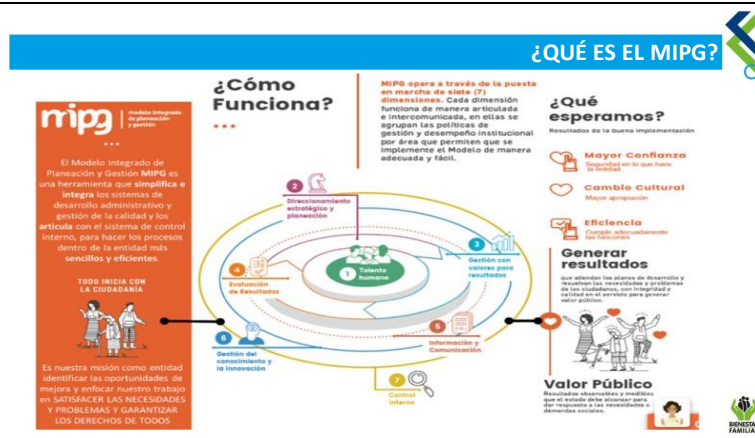 ¿QUÉ ES EL MIPG?
mipg
modelo integrado
de planeación
y gestión
El Modelo Integrado de
Planeación y Gestión MIPG es
una herramienta que simplifica e
integra los sistemas de
desarrollo administrativo y
gestión de la calidad y los
articula con el sistema de control
interno, para hacer los procesos
dentro de la entidad más
sencillos y eficientes.
TODO INICIA CON
LA CIUDADANÍA
Es nuestra misión como entidad
identificar las oportunidades de
mejora y enfocar nuestro trabajo
en SATISFACER LAS NECESIDADES
Y PROBLEMAS Y GARANTIZAR
LOS DERECHOS DE TODOS
¿Cómo
Funciona?
MIPG opera a través de la puesta
en marcha de siete (7)
dimensiones. Cada dimensión
funciona de manera articulada
e intercomunicada, en ellas se
agrupan las políticas de
gestión y desempeño institucional
por área que permiten que se
implemente el Modelo de manera
adecuada y fácil.
2
Direccionamiento
estratégico y
planeación
3
Gestión con
valores para
resultados
1
Talento
humano
4
Evaluación
de Resultados
5
Información y
Comunicación
6
Gestión del
conocimiento y
la innovación
7
Control
interno
¿Qué
esperamos?
Resultados de la buena implementación
Mayor Confianza
Seguridad en lo que hace
la entidad
Cambio Cultural
Mayor apropiación
Eficiencia
Cumplir adecuadamente
las funciones
Generar
resultados
que atiendan los planes de desarrollo y
resuelvan las necesidades y problemas
de los ciudadanos, con integridad y
calidad en el servicio para generar
valor público.
Valor Público
Resultados observables y medibles
que el estado debe alcanzar para
dar respuesta a las necesidades o
demandas sociales.
BIENESTA
FAMILIA